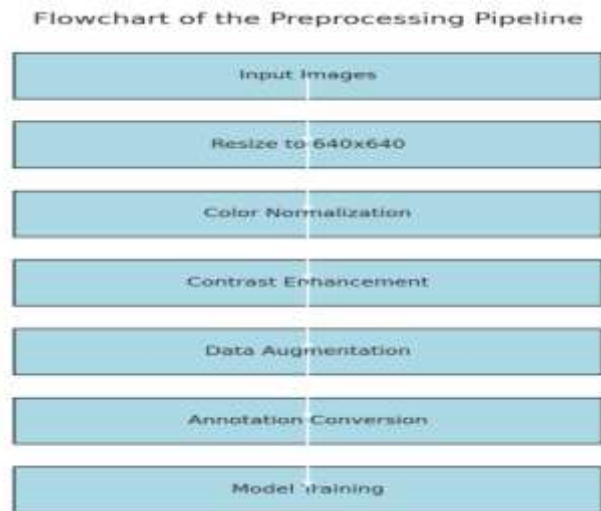 Flowchart of the Preprocessing Pipeline
Input Images
Resize to 640x640
Color Normalization
Contrast Enhancement
Data Augmentation
Annotation Conversion
Model Training